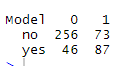 Model 0 1
no 256 73
yes 46 87
>